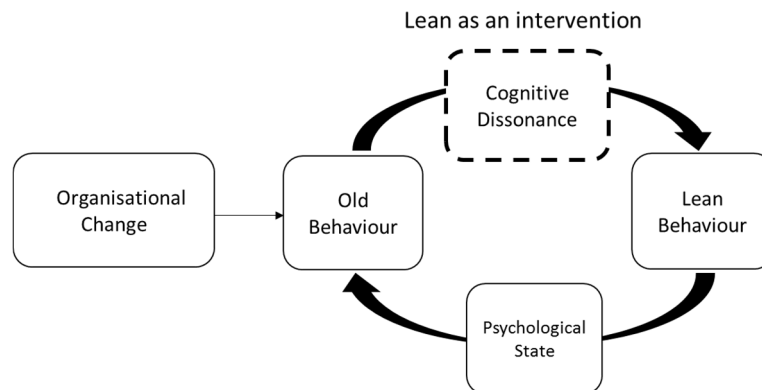 Lean as an intervention
Cognitive
Dissonance
Organisational
Change
Old
Behaviour
Lean
Behaviour
Psychological
State